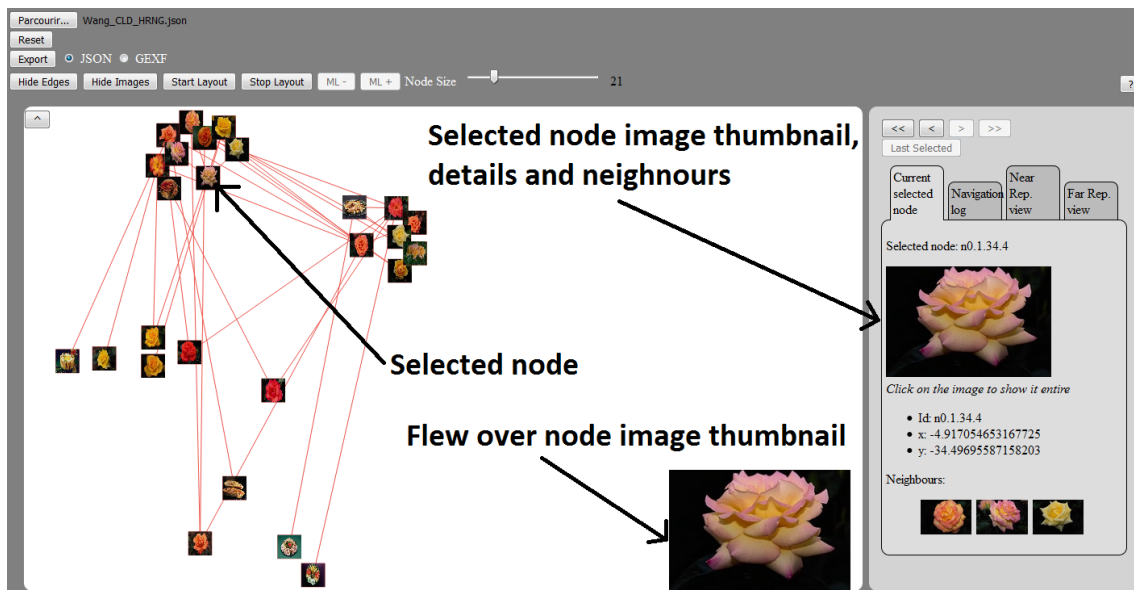 Parcourir... Wang_CLD_HRNG.json
Reset
Export JSON GEXF
Hide Edges Hide Images Start Layout Stop Layout ML - ML + Node Size 21 ?
^
Selected node image thumbnail,
details and neighnours
Selected node
Flew over node image thumbnail
<< < > >>
Last Selected
Current
selected
node
Navigation
log
Near
Rep.
view
Far Rep.
view
Selected node: n0.1.34.4
Click on the image to show it entire
• Id: n0.1.34.4
• x: -4.917054653167725
• y: -34.49695587158203
Neighbours: